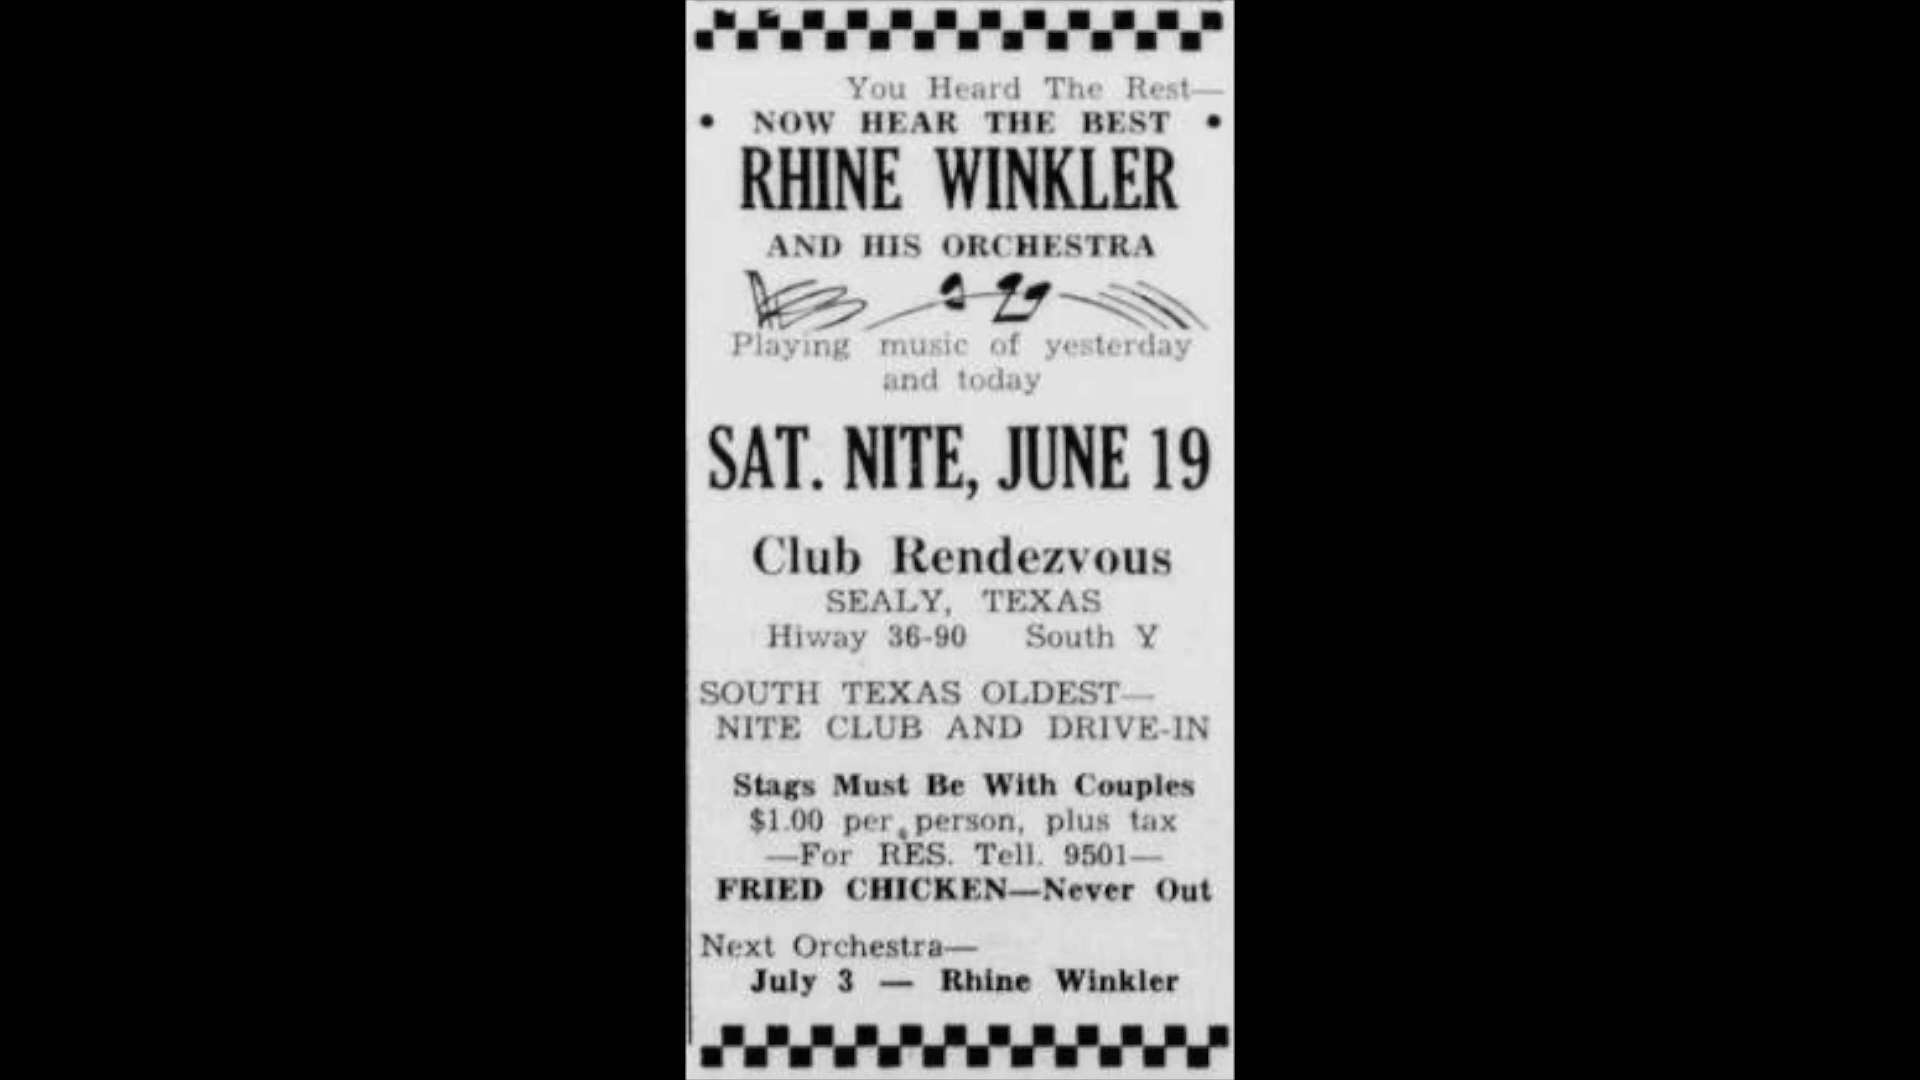 You Heard The Rest—
• NOW HEAR THE BEST •
RHINE WINKLER
AND HIS ORCHESTRA
Playing music of yesterday
and today
SAT. NITE, JUNE 19
Club Rendezvous
SEALY, TEXAS
Hiway 36-90 South Y
SOUTH TEXAS OLDEST—
NITE CLUB AND DRIVE-IN
Stags Must Be With Couples
$1.00 per person, plus tax
—For RES. Tell. 9501—
FRIED CHICKEN—Never Out
Next Orchestra—
July 3 — Rhine Winkler